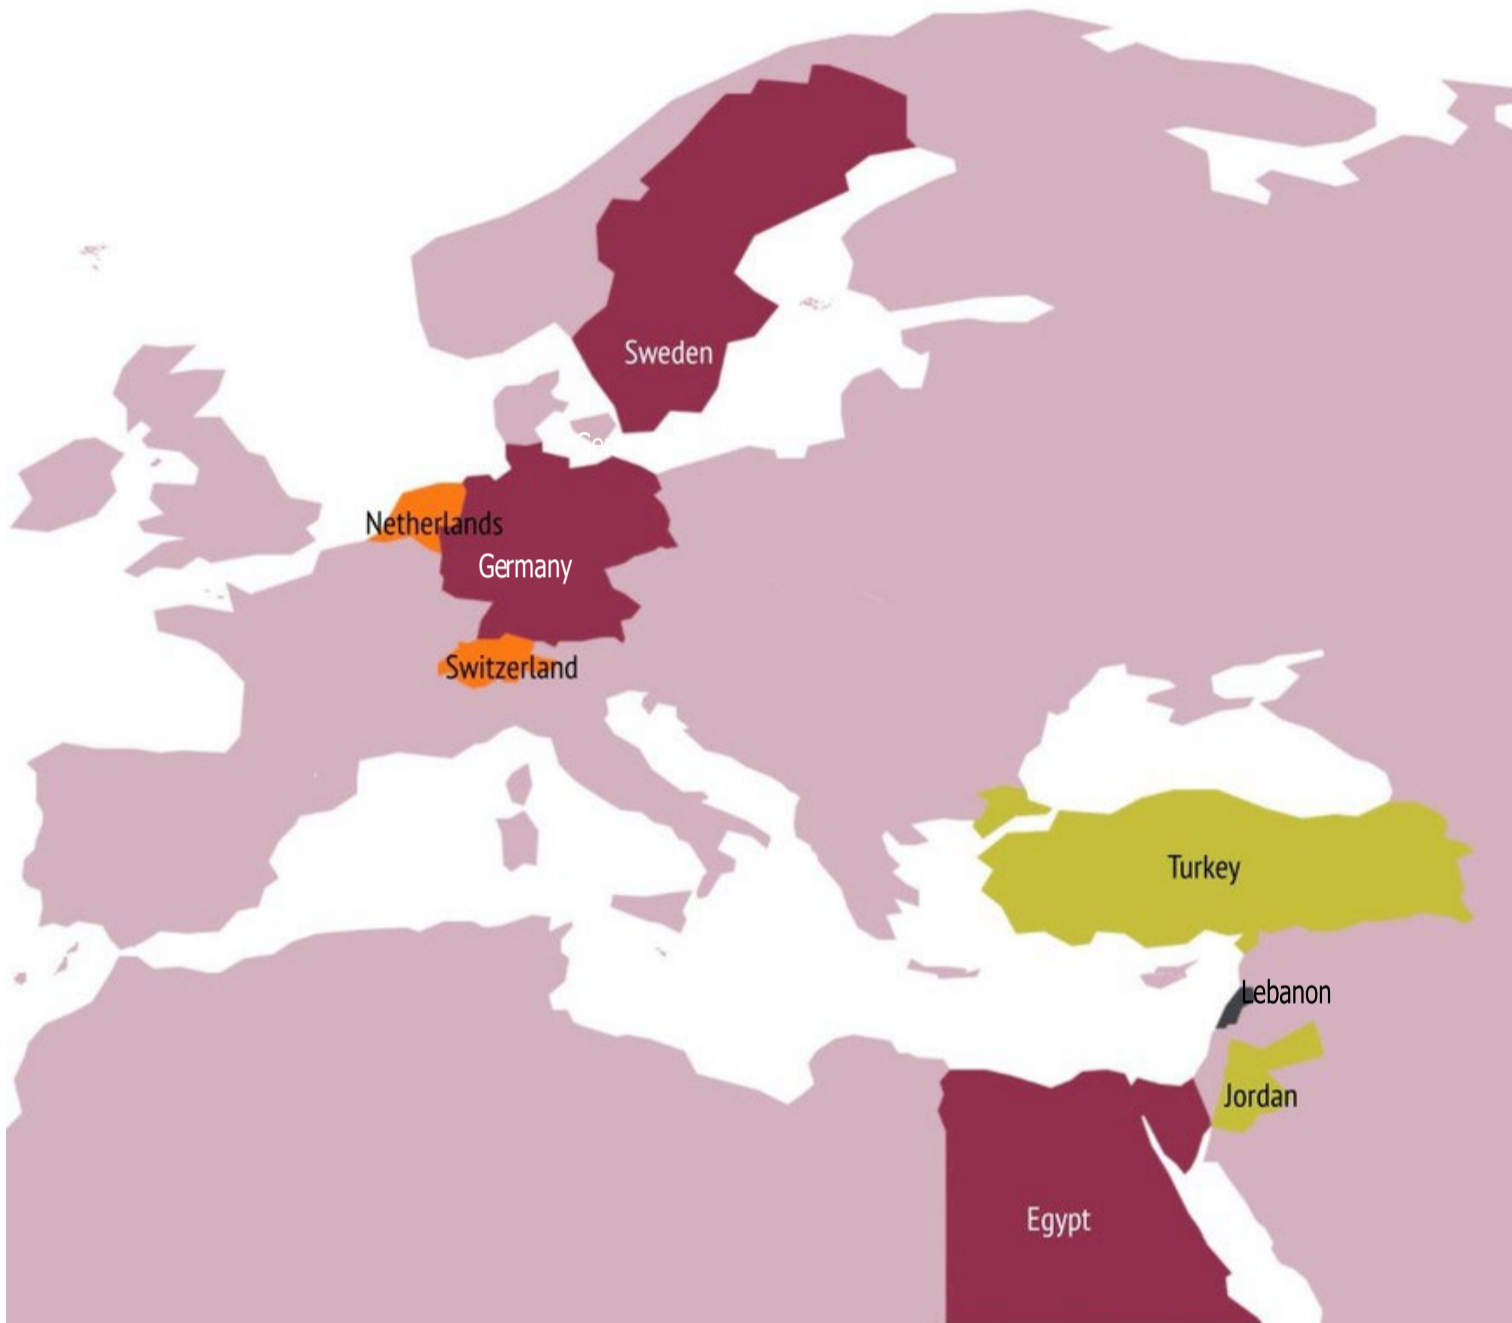 Sweden
Netherlands
Germany
Switzerland
Turkey
Lebanon
Jordan
Egypt